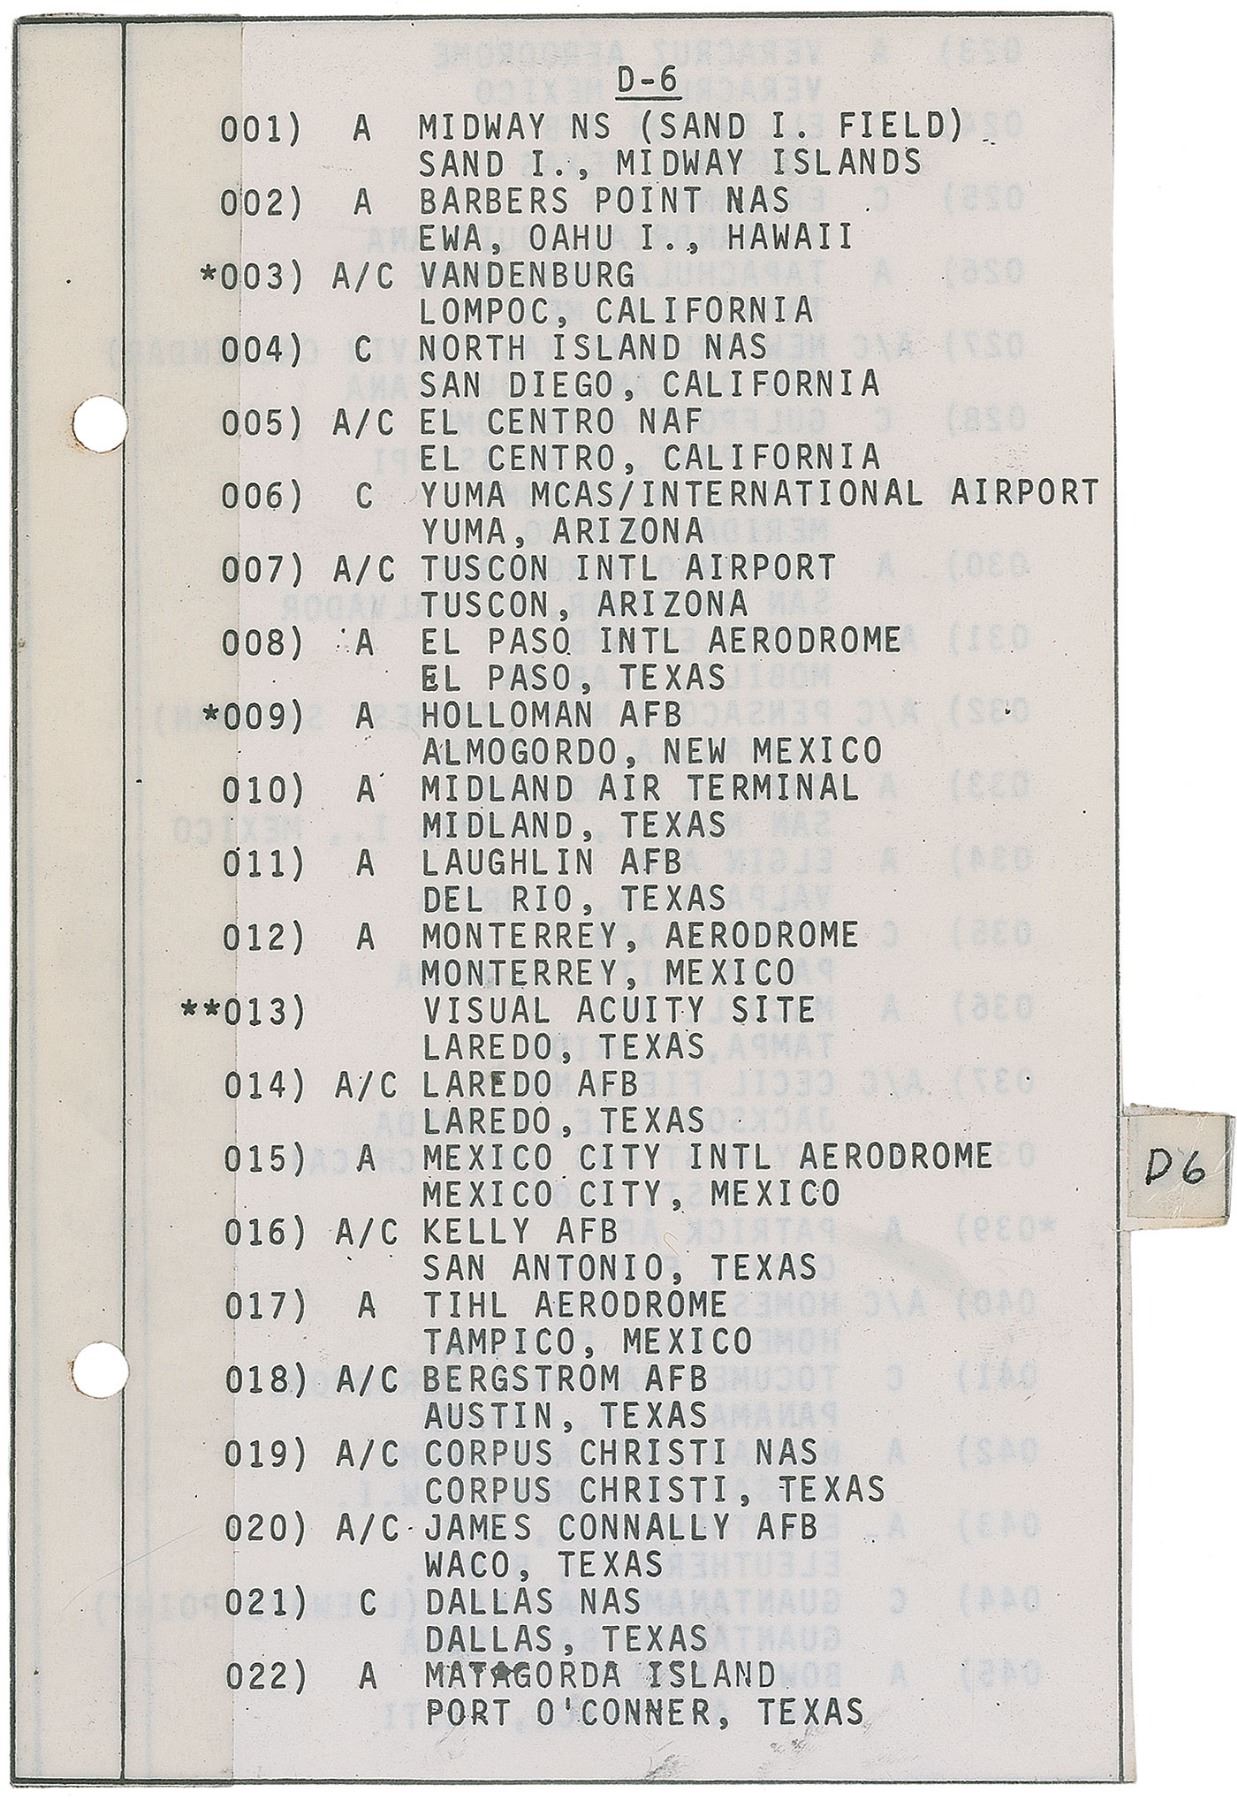 D-6
001) A MIDWAY NS (SAND I. FIELD)
SAND I., MIDWAY ISLANDS
002) A BARBERS POINT NAS
EWA, OAHU I., HAWAII
*003) A/C VANDENBURG
LOMPOC, CALIFORNIA
004) C NORTH ISLAND NAS
SAN DIEGO, CALIFORNIA
005) A/C EL CENTRO NAF
EL CENTRO, CALIFORNIA
006) C YUMA MCAS/INTERNATIONAL AIRPORT
YUMA, ARIZONA
007) A/C TUSCON INTL AIRPORT
TUSCON, ARIZONA
008) A EL PASO INTL AERODROME
EL PASO, TEXAS
*009) A HOLLOMAN AFB
ALMOGORDO, NEW MEXICO
010) A MIDLAND AIR TERMINAL
MIDLAND, TEXAS
011) A LAUGHLIN AFB
DEL RIO, TEXAS
012) A MONTERREY, AERODROME
MONTERREY, MEXICO
**013) VISUAL ACUITY SITE
LAREDO, TEXAS
014) A/C LAREDO AFB
LAREDO, TEXAS
015) A MEXICO CITY INTL AERODROME
MEXICO CITY, MEXICO
016) A/C KELLY AFB
SAN ANTONIO, TEXAS
017) A TIHL AERODROME
TAMPICO, MEXICO
018) A/C BERGSTROM AFB
AUSTIN, TEXAS
019) A/C CORPUS CHRISTI NAS
CORPUS CHRISTI, TEXAS
020) A/C JAMES CONNALLY AFB
WACO, TEXAS
021) C DALLAS NAS
DALLAS, TEXAS
022) A MATAGORDA ISLAND
PORT O'CONNER, TEXAS
D6